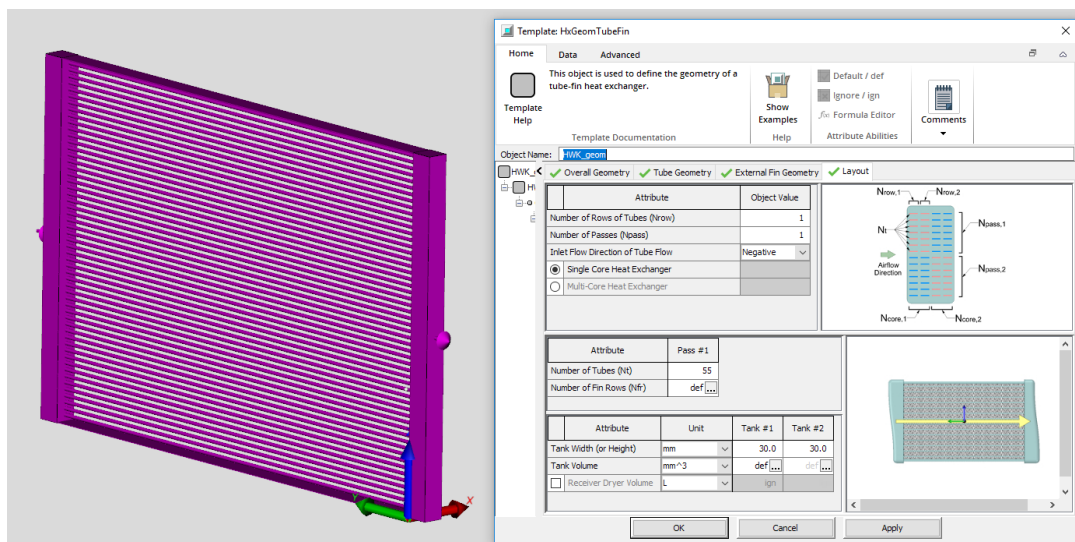 Template: HxGeomTubeFin
Home Data Advanced
This object is used to define the geometry of a
tube-fin heat exchanger.
Template
Help
Show
Examples
Default / def
Ignore / ign
f(x) Formula Editor
Comments
Template Documentation Help Attribute Abilities
Object Name: HWK_geom
HWK_ Overall Geometry Tube Geometry External Fin Geometry Layout
Attribute Object Value
Number of Rows of Tubes (Nrow) 1
Number of Passes (Npass) 1
Inlet Flow Direction of Tube Flow Negative
Single Core Heat Exchanger
Multi-Core Heat Exchanger
Nrow,1 Nrow,2
Nt
Npass,1
Airflow
Direction
Npass,2
Ncore,1 Ncore,2
Attribute Pass #1
Number of Tubes (Nt) 55
Number of Fin Rows (Nfr) def ...
Attribute Unit Tank #1 Tank #2
Tank Width (or Height) mm 30.0 30.0
Tank Volume mm^3 def ... def ...
Receiver Dryer Volume L ign
OK Cancel Apply
Y X